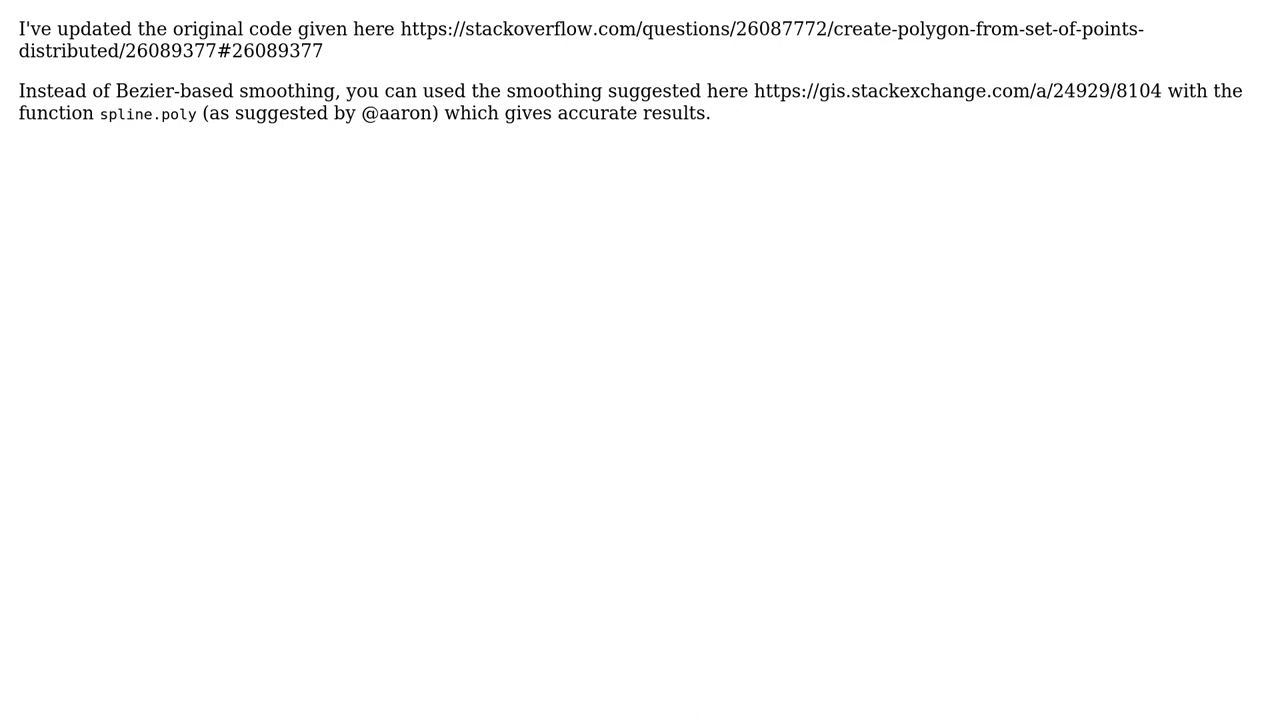 I've updated the original code given here https://stackoverflow.com/questions/26087772/create-polygon-from-set-of-points-
distributed/26089377#26089377
Instead of Bezier-based smoothing, you can used the smoothing suggested here https://gis.stackexchange.com/a/24929/8104 with the
function spline.poly (as suggested by @aaron) which gives accurate results.